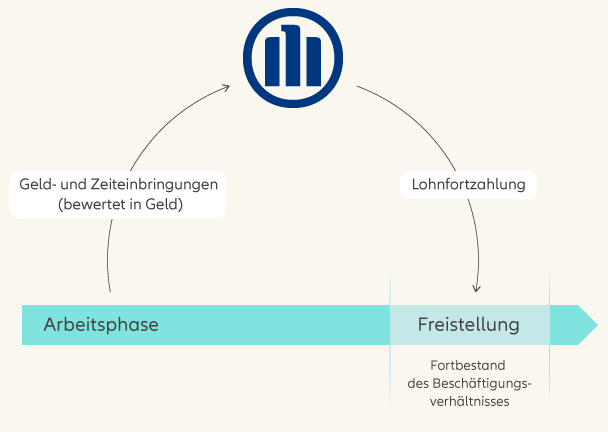 Geld- und Zeiteinbringungen
(bewertet in Geld)
Lohnfortzahlung
Arbeitsphase
Freistellung
Fortbestand
des Beschäftigungs-
verhältnisses